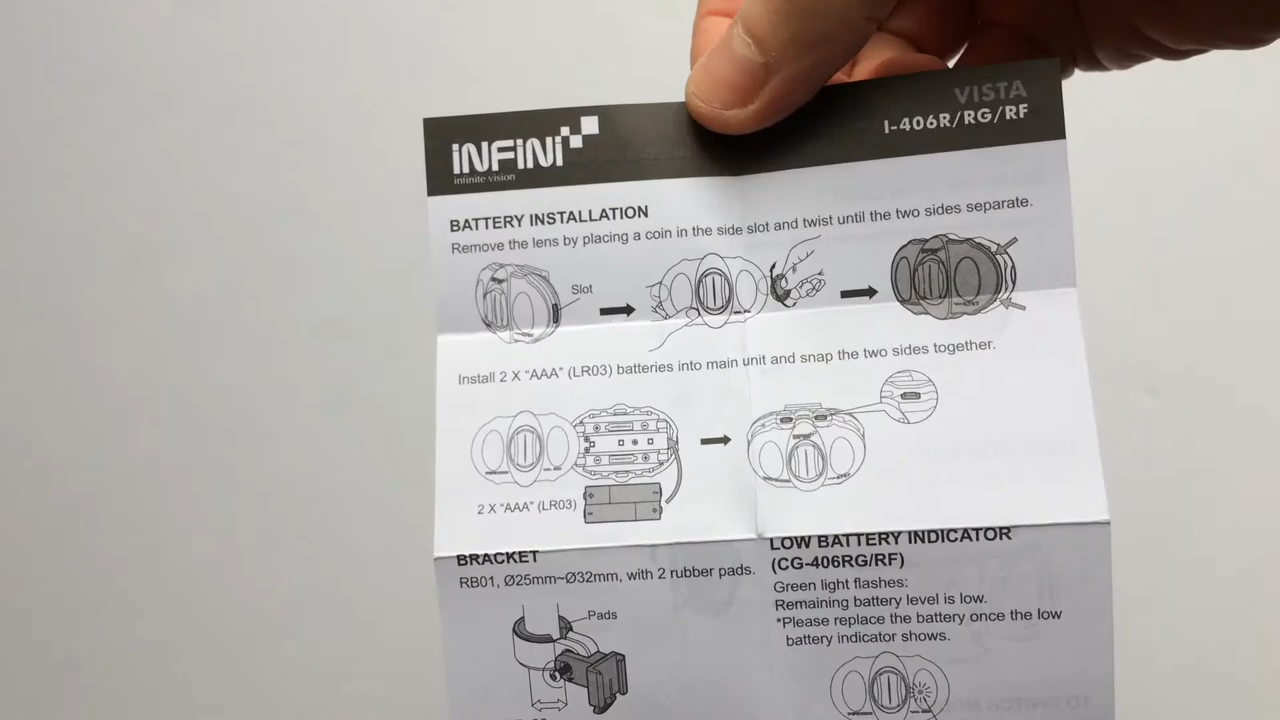 VISTA
I-406R/RG/RF
iNFiNi
infinite vision
BATTERY INSTALLATION
Remove the lens by placing a coin in the side slot and twist until the two sides separate.
Slot
Install 2 X “AAA” (LR03) batteries into main unit and snap the two sides together.
2 X “AAA” (LR03)
BRACKET
RB01, Ø25mm~Ø32mm, with 2 rubber pads.
Pads
LOW BATTERY INDICATOR
(CG-406RG/RF)
Green light flashes:
Remaining battery level is low.
*Please replace the battery once the low
battery indicator shows.